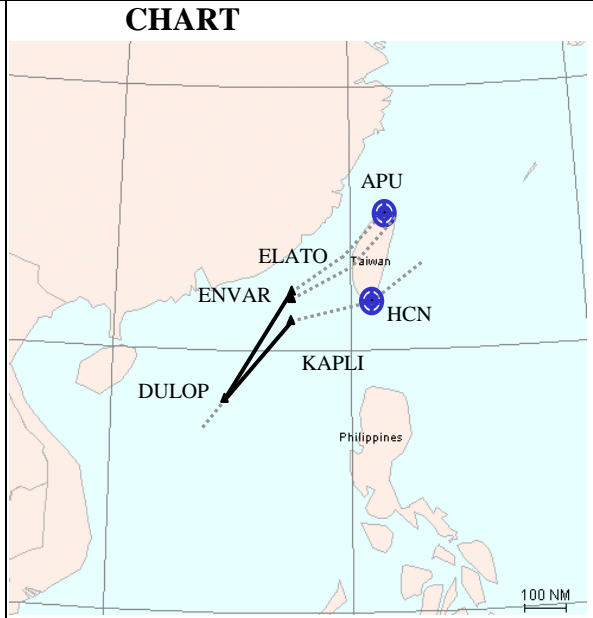 CHART
APU
ELATO
Taiwan
ENVAR
HCN
KAPLI
DULOP
Philippines
100 NM